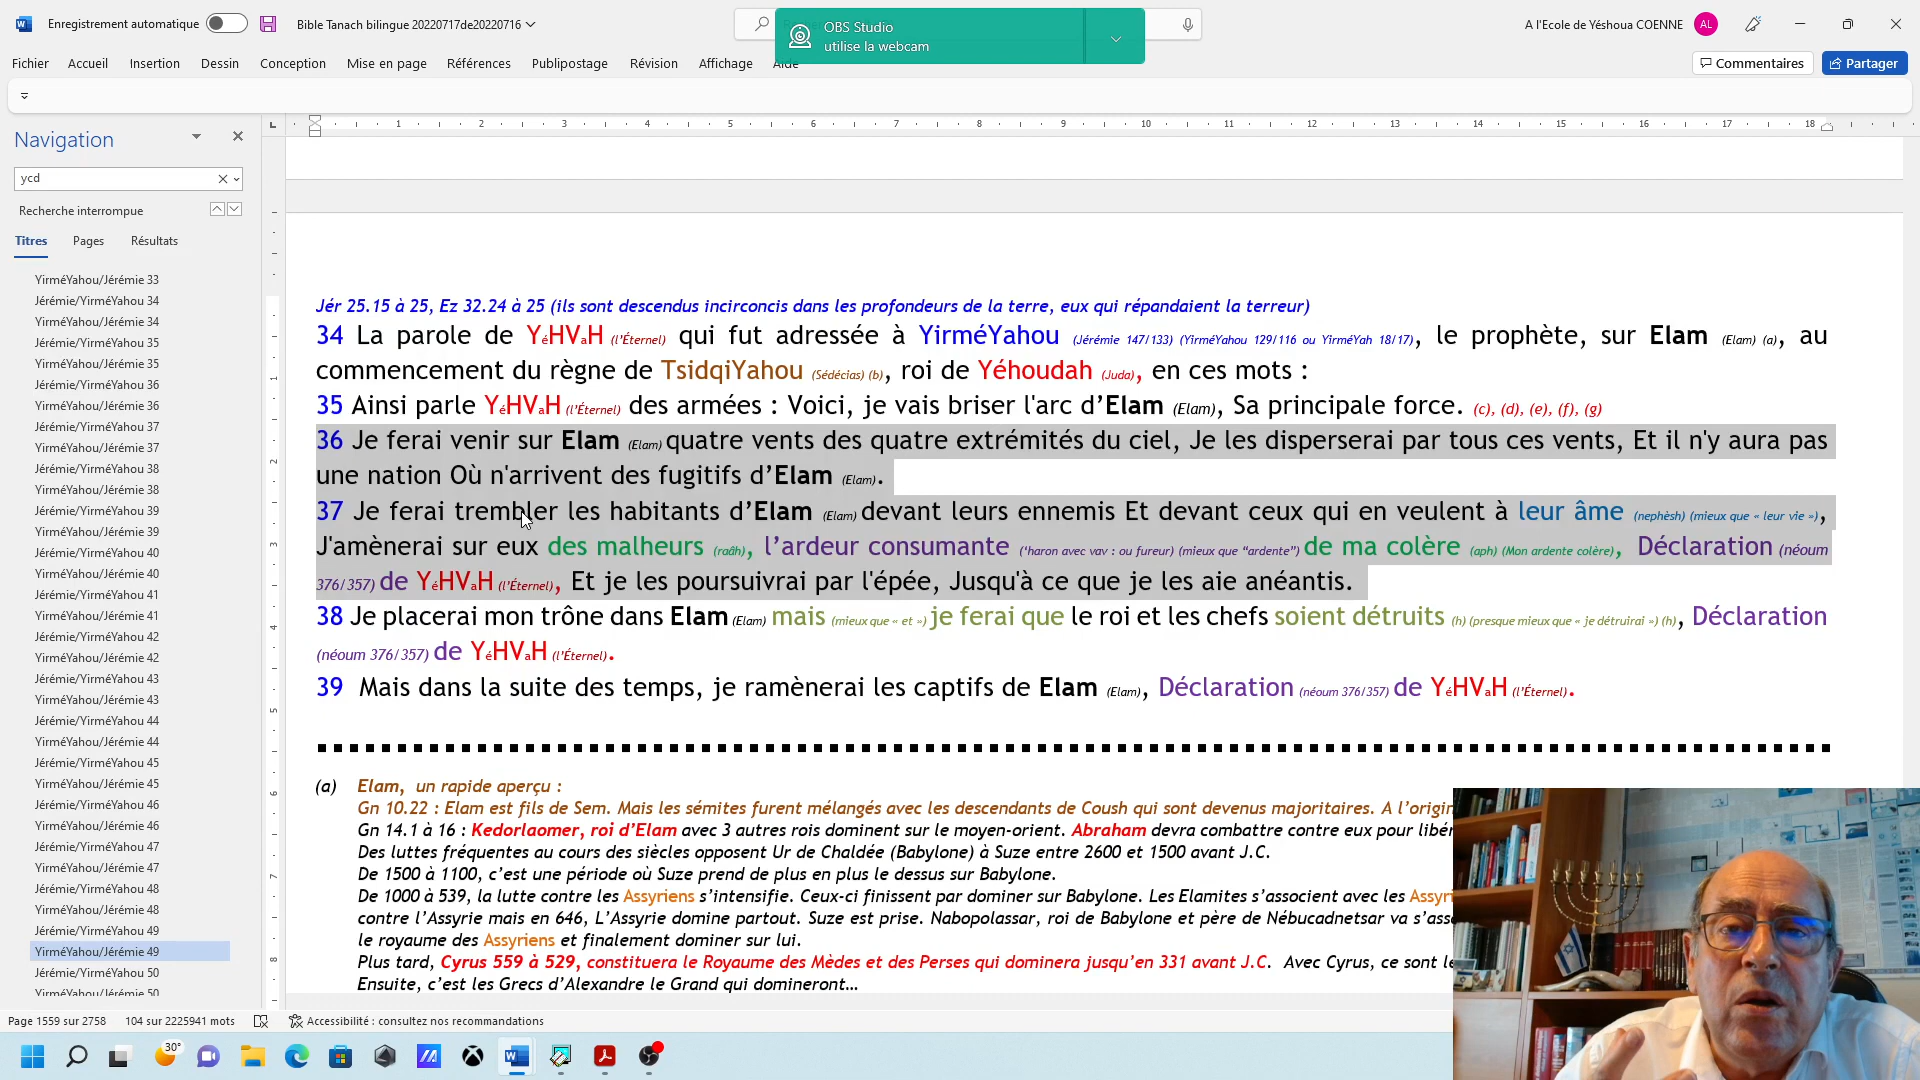 Enregistrement automatique
Bible Tanach bilingue 20220717de20220716
OBS Studio
utilise la webcam
A l'Ecole de Yéshoua COENNE
AL
Fichier Accueil Insertion Dessin Conception Mise en page Références Publipostage Révision Affichage Aide
Commentaires
Partager
Navigation
ycd
Recherche interrompue
Titres Pages Résultats
YirméYahou/Jérémie 33
Jérémie/YirméYahou 34
YirméYahou/Jérémie 34
Jérémie/YirméYahou 35
YirméYahou/Jérémie 35
Jérémie/YirméYahou 36
YirméYahou/Jérémie 36
Jérémie/YirméYahou 37
YirméYahou/Jérémie 37
Jérémie/YirméYahou 38
YirméYahou/Jérémie 38
Jérémie/YirméYahou 39
YirméYahou/Jérémie 39
Jérémie/YirméYahou 40
YirméYahou/Jérémie 40
Jérémie/YirméYahou 41
YirméYahou/Jérémie 41
Jérémie/YirméYahou 42
YirméYahou/Jérémie 42
Jérémie/YirméYahou 43
YirméYahou/Jérémie 43
Jérémie/YirméYahou 44
YirméYahou/Jérémie 44
Jérémie/YirméYahou 45
YirméYahou/Jérémie 45
Jérémie/YirméYahou 46
YirméYahou/Jérémie 46
Jérémie/YirméYahou 47
YirméYahou/Jérémie 47
Jérémie/YirméYahou 48
YirméYahou/Jérémie 48
Jérémie/YirméYahou 49
YirméYahou/Jérémie 49
Jérémie/YirméYahou 50
YirméYahou/Jérémie 50
1 2 3 4 5 6 7 8 9 10 11 12 13 14 15 16 17 18
Jér 25.15 à 25, Ez 32.24 à 25 (ils sont descendus incirconcis dans les profondeurs de la terre, eux qui répandaient la terreur)
34 La parole de YéHVaH (l'Éternel) qui fut adressée à YirméYahou (Jérémie 147/133) (YirméYahou 129/116 ou YirméYah 18/17), le prophète, sur Elam (Elam) (a), au
commencement du règne de TsidqiYahou (Sédécias) (b), roi de Yéhoudah (Juda), en ces mots :
35 Ainsi parle YéHVaH (l'Éternel) des armées : Voici, je vais briser l'arc d’Elam (Elam), Sa principale force. (c), (d), (e), (f), (g)
36 Je ferai venir sur Elam (Elam) quatre vents des quatre extrémités du ciel, Je les disperserai par tous ces vents, Et il n'y aura pas
une nation Où n'arrivent des fugitifs d’Elam (Elam).
37 Je ferai trembler les habitants d’Elam (Elam) devant leurs ennemis Et devant ceux qui en veulent à leur âme (nephèsh) (mieux que « leur vie »),
J'amènerai sur eux des malheurs (raâh), l’ardeur consumante (‘haron avec vav : ou fureur) (mieux que “ardente”) de ma colère (aph) (Mon ardente colère), Déclaration (néoum
376/357) de YéHVaH (l’Éternel), Et je les poursuivrai par l'épée, Jusqu'à ce que je les aie anéantis.
38 Je placerai mon trône dans Elam (Elam) mais (mieux que « et ») je ferai que le roi et les chefs soient détruits (h) (presque mieux que « je détruirai ») (h), Déclaration
(néoum 376/357) de YéHVaH (l’Éternel).
39 Mais dans la suite des temps, je ramènerai les captifs de Elam (Elam), Déclaration (néoum 376/357) de YéHVaH (l’Éternel).
(a) Elam, un rapide aperçu :
Gn 10.22 : Elam est fils de Sem. Mais les sémites furent mélangés avec les descendants de Coush qui sont devenus majoritaires. A l’origin
Gn 14.1 à 16 : Kedorlaomer, roi d’Elam avec 3 autres rois dominent sur le moyen-orient. Abraham devra combattre contre eux pour libér
Des luttes fréquentes au cours des siècles opposent Ur de Chaldée (Babylone) à Suze entre 2600 et 1500 avant J.C.
De 1500 à 1100, c’est une période où Suze prend de plus en plus le dessus sur Babylone.
De 1000 à 539, la lutte contre les Assyriens s’intensifie. Ceux-ci finissent par dominer sur Babylone. Les Elamites s’associent avec les Assyri
contre l’Assyrie mais en 646, L’Assyrie domine partout. Suze est prise. Nabopolassar, roi de Babylone et père de Nébucadnetsar va s’asso
le royaume des Assyriens et finalement dominer sur lui.
Plus tard, Cyrus 559 à 529, constituera le Royaume des Mèdes et des Perses qui dominera jusqu’en 331 avant J.C. Avec Cyrus, ce sont le
Ensuite, c’est les Grecs d’Alexandre le Grand qui domineront…
Page 1559 sur 2758 104 sur 2225941 mots Accessibilité : consultez nos recommandations
30°